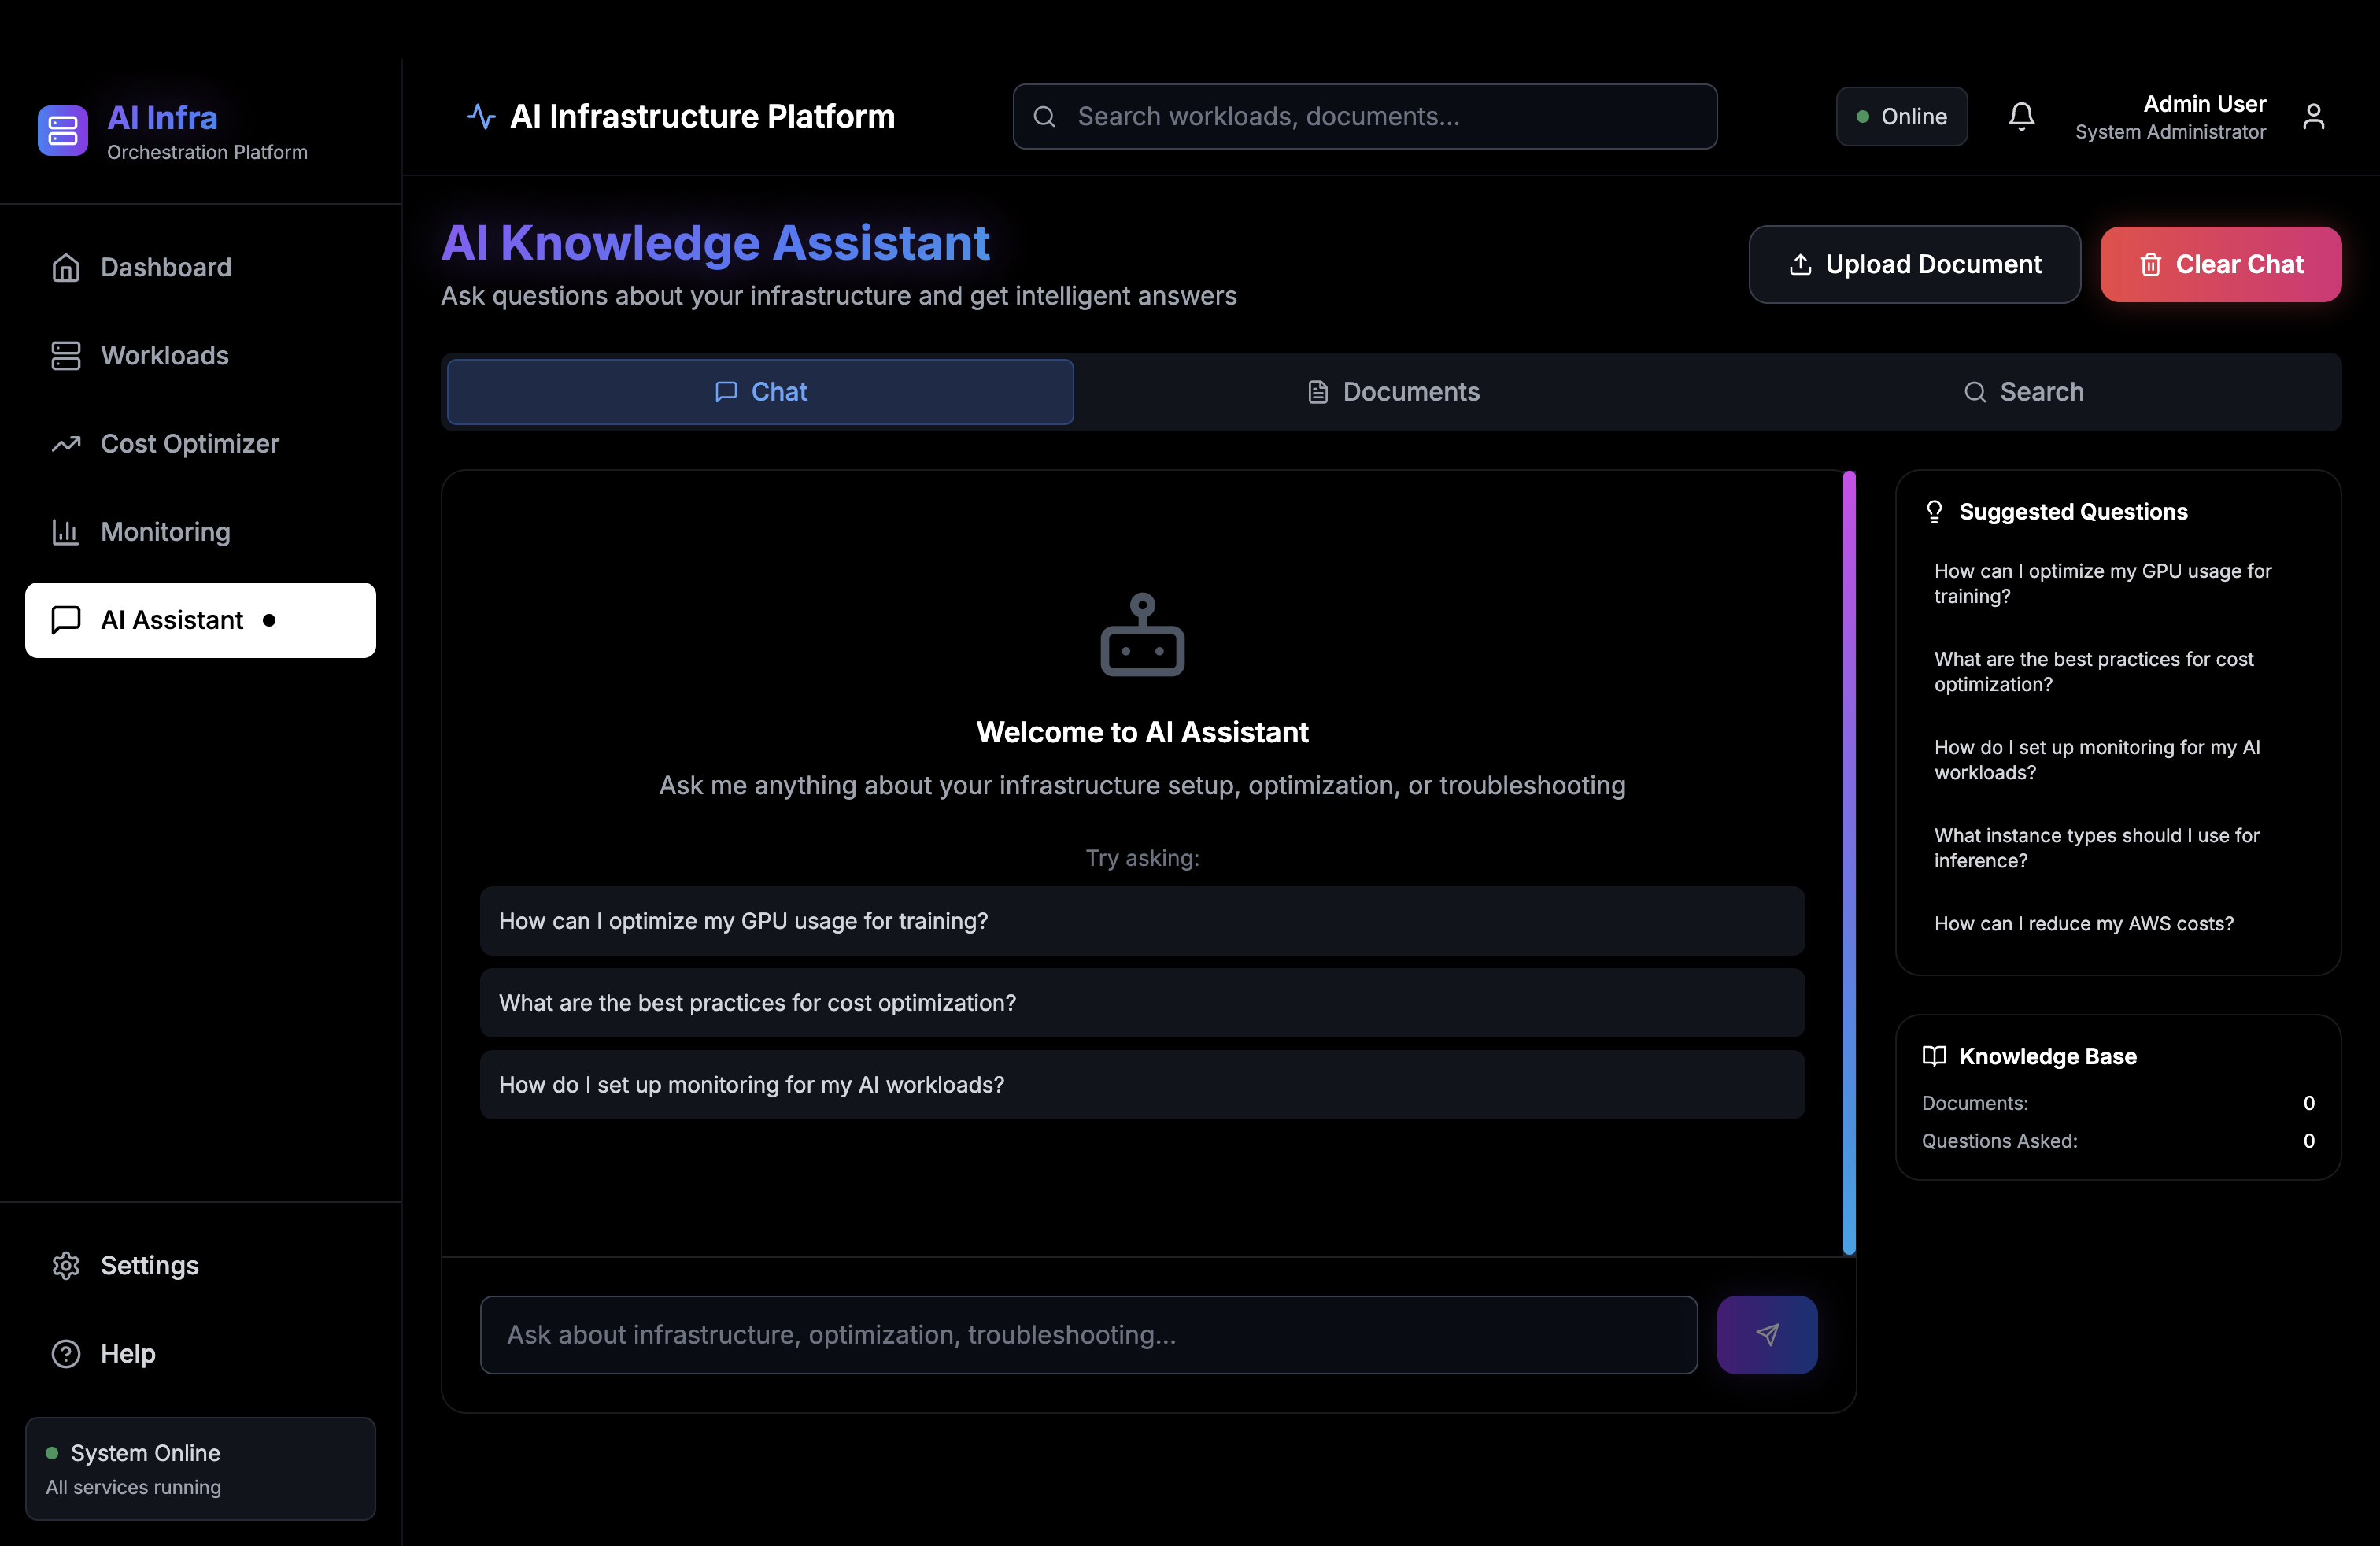 AI Infra
Orchestration Platform
Dashboard
Workloads
Cost Optimizer
Monitoring
AI Assistant
Settings
Help
System Online
All services running
AI Infrastructure Platform
Search workloads, documents...
Online
Admin User
System Administrator
AI Knowledge Assistant
Ask questions about your infrastructure and get intelligent answers
Upload Document
Clear Chat
Chat
Documents
Search
Welcome to AI Assistant
Ask me anything about your infrastructure setup, optimization, or troubleshooting
Try asking:
How can I optimize my GPU usage for training?
What are the best practices for cost optimization?
How do I set up monitoring for my AI workloads?
Ask about infrastructure, optimization, troubleshooting...
Suggested Questions
How can I optimize my GPU usage for
training?
What are the best practices for cost
optimization?
How do I set up monitoring for my AI
workloads?
What instance types should I use for
inference?
How can I reduce my AWS costs?
Knowledge Base
Documents: 0
Questions Asked: 0